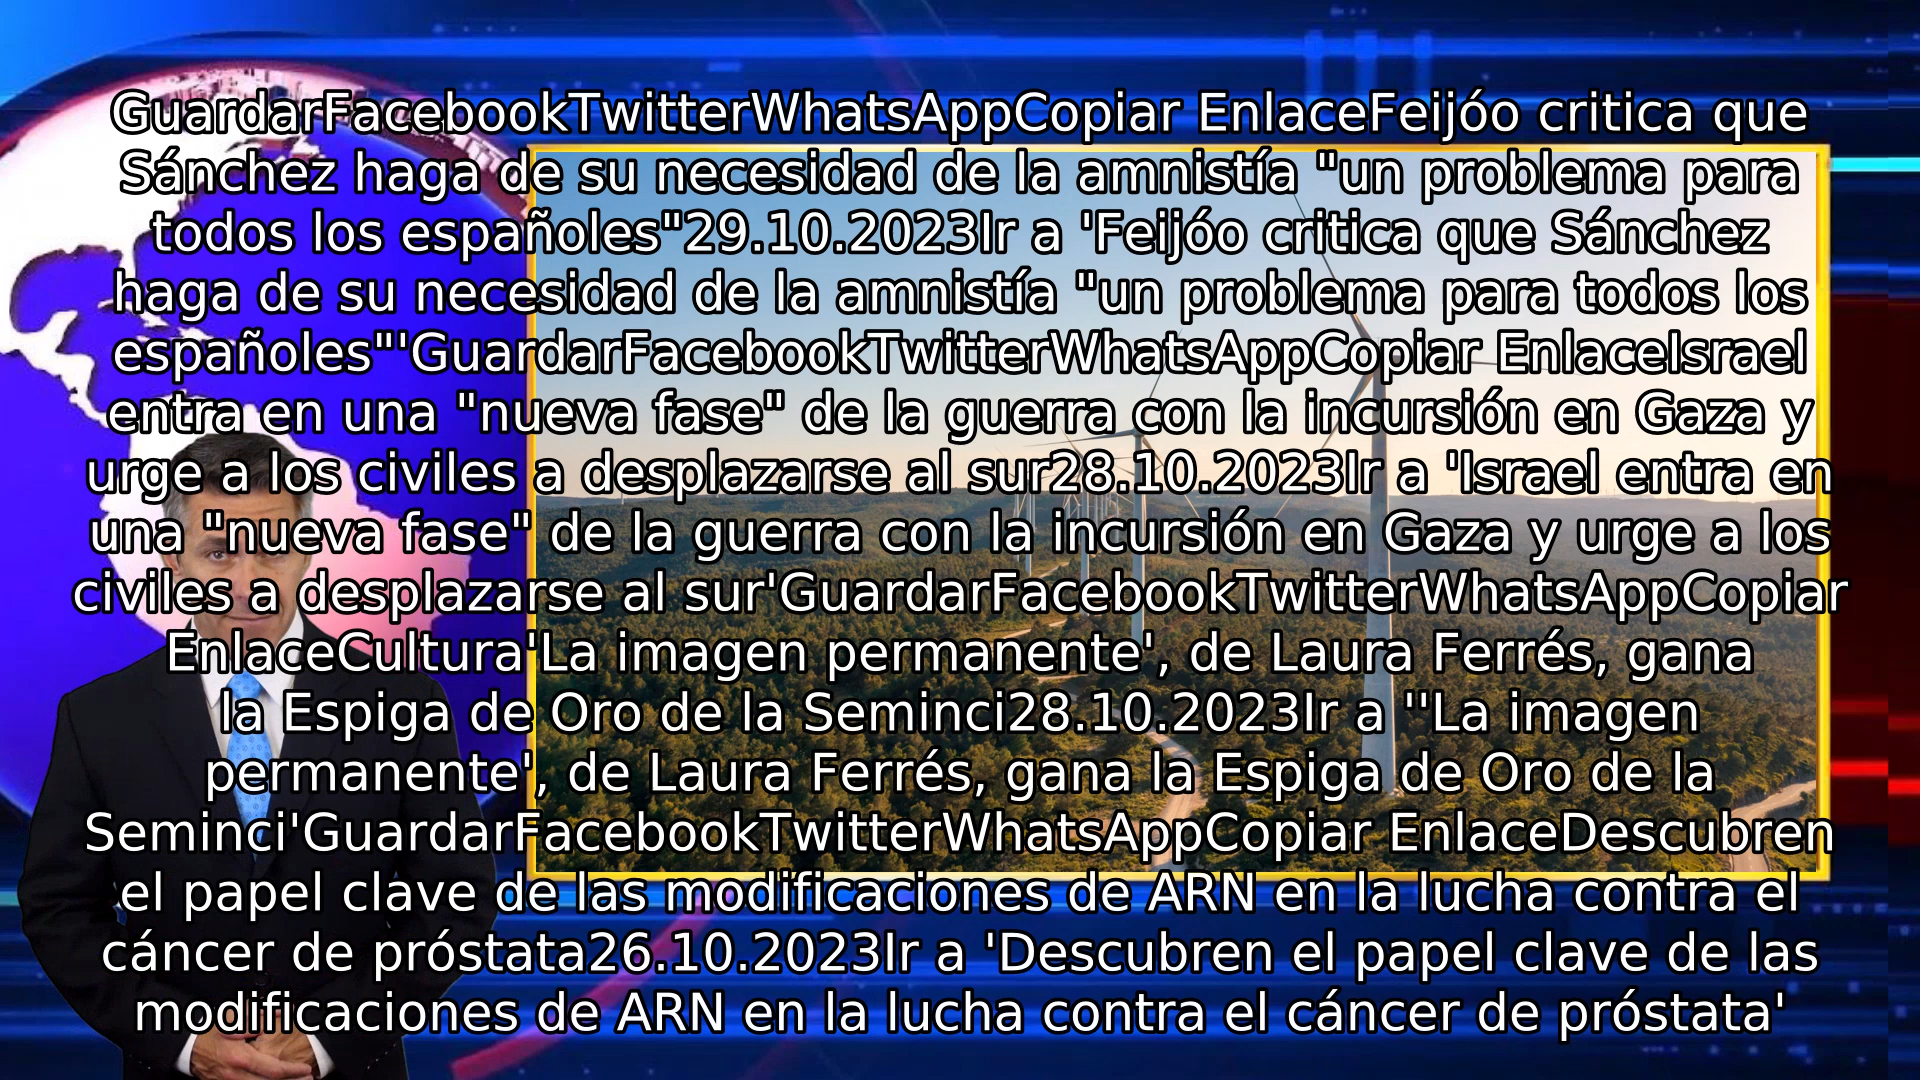 GuardarFacebookTwitterWhatsAppCopiar EnlaceFeijóo critica que
Sánchez haga de su necesidad de la amnistía "un problema para
todos los españoles"29.10.2023Ir a 'Feijóo critica que Sánchez
haga de su necesidad de la amnistía "un problema para todos los
españoles"'GuardarFacebookTwitterWhatsAppCopiar EnlaceIsrael
entra en una "nueva fase" de la guerra con la incursión en Gaza y
urge a los civiles a desplazarse al sur28.10.2023Ir a 'Israel entra en
una "nueva fase" de la guerra con la incursión en Gaza y urge a los
civiles a desplazarse al sur'GuardarFacebookTwitterWhatsAppCopiar
EnlaceCultura'La imagen permanente', de Laura Ferrés, gana
la Espiga de Oro de la Seminci28.10.2023Ir a ''La imagen
permanente', de Laura Ferrés, gana la Espiga de Oro de la
Seminci'GuardarFacebookTwitterWhatsAppCopiar EnlaceDescubren
el papel clave de las modificaciones de ARN en la lucha contra el
cáncer de próstata26.10.2023Ir a 'Descubren el papel clave de las
modificaciones de ARN en la lucha contra el cáncer de próstata'